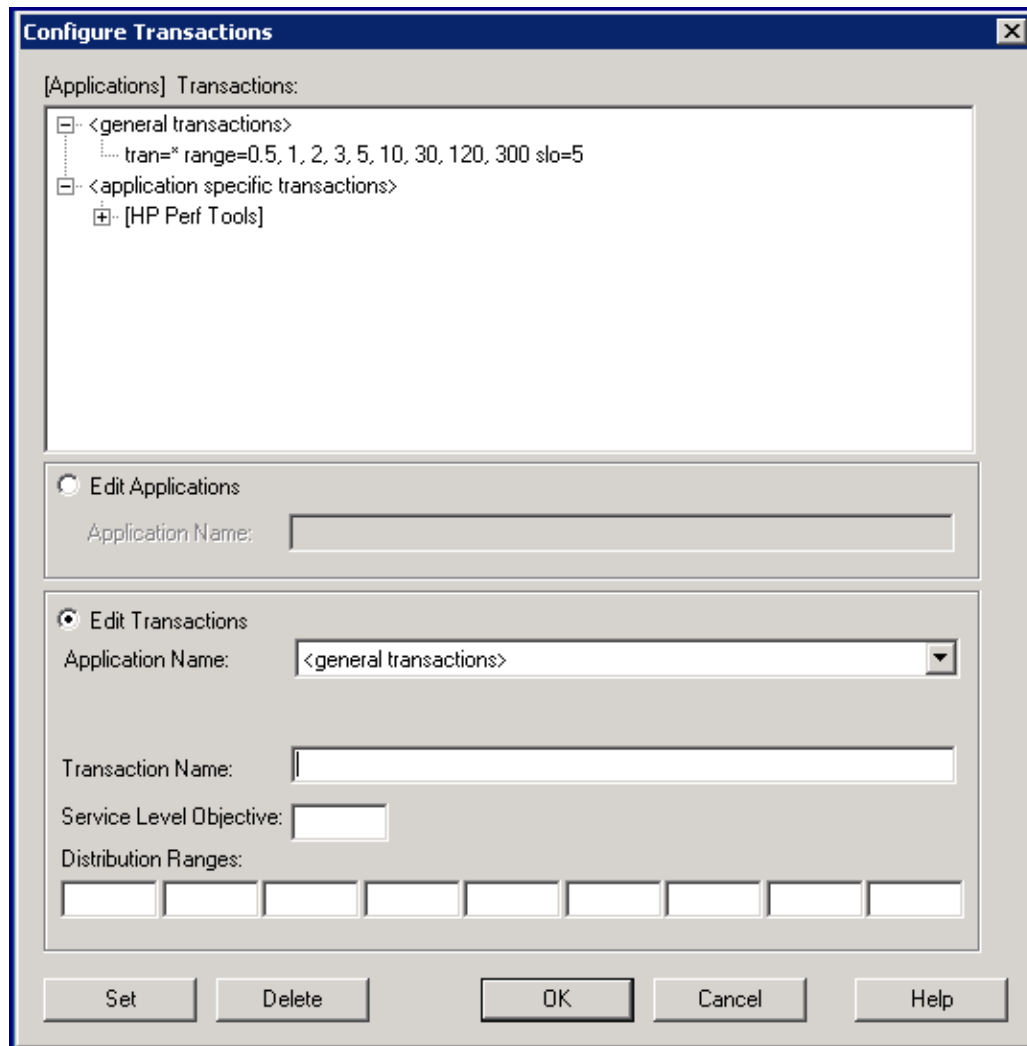 Configure Transactions
[Applications] Transactions:
<general transactions>
tran=* range=0.5, 1, 2, 3, 5, 10, 30, 120, 300 slo=5
<application specific transactions>
[HP Perf Tools]
Edit Applications
Application Name:
Edit Transactions
Application Name: <general transactions>
Transaction Name:
Service Level Objective:
Distribution Ranges:
Set Delete OK Cancel Help